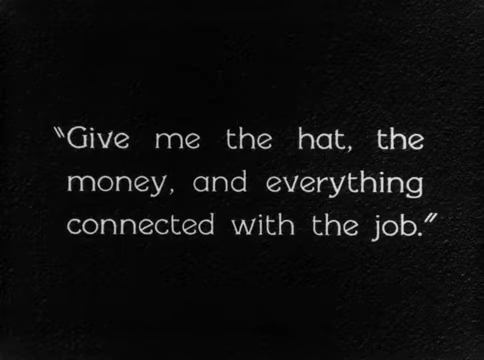 "Give me the hat, the
money, and everything
connected with the job."